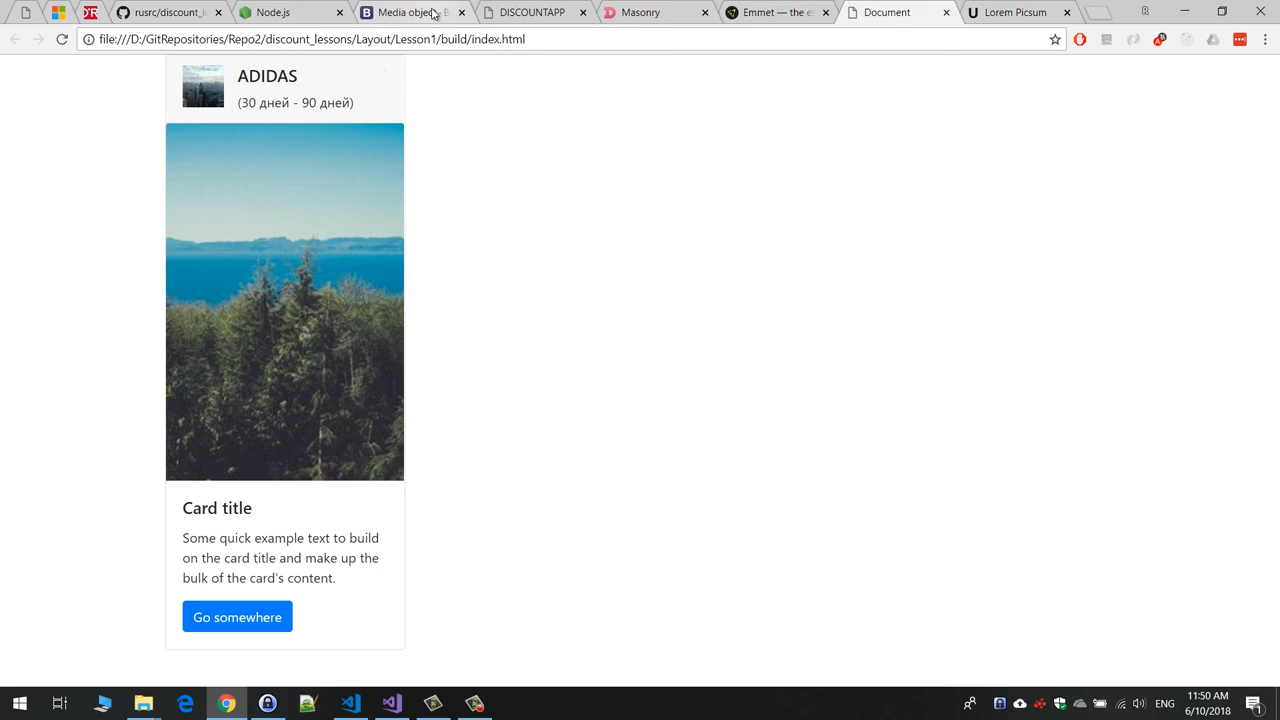 rusrc/discount_l
Node.js
Media object · B
DISCOUNTAPP
Masonry
Emmet — the es
Document
Lorem Picsum
file:///D:/GitRepositories/Repo2/discount_lessons/Layout/Lesson1/build/index.html
ADIDAS
(30 дней - 90 дней)
Card title
Some quick example text to build
on the card title and make up the
bulk of the card's content.
Go somewhere
ENG
11:50 AM
6/10/2018